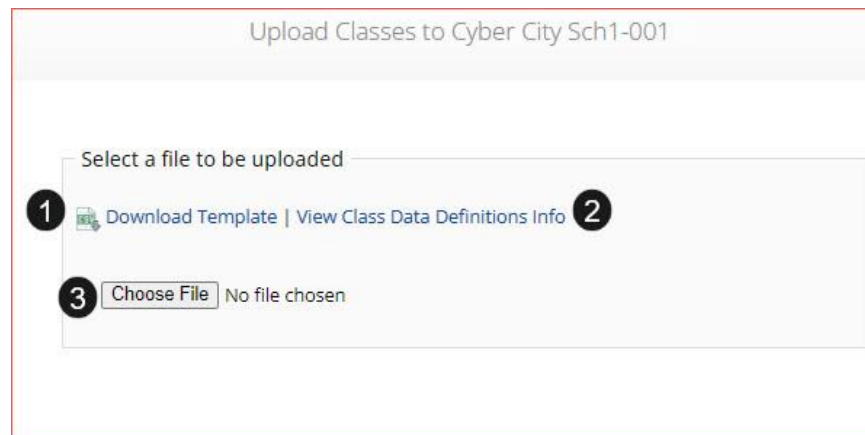 Upload Classes to Cyber City Sch1-001
Select a file to be uploaded
1 Download Template | View Class Data Definitions Info 2
3 Choose File No file chosen